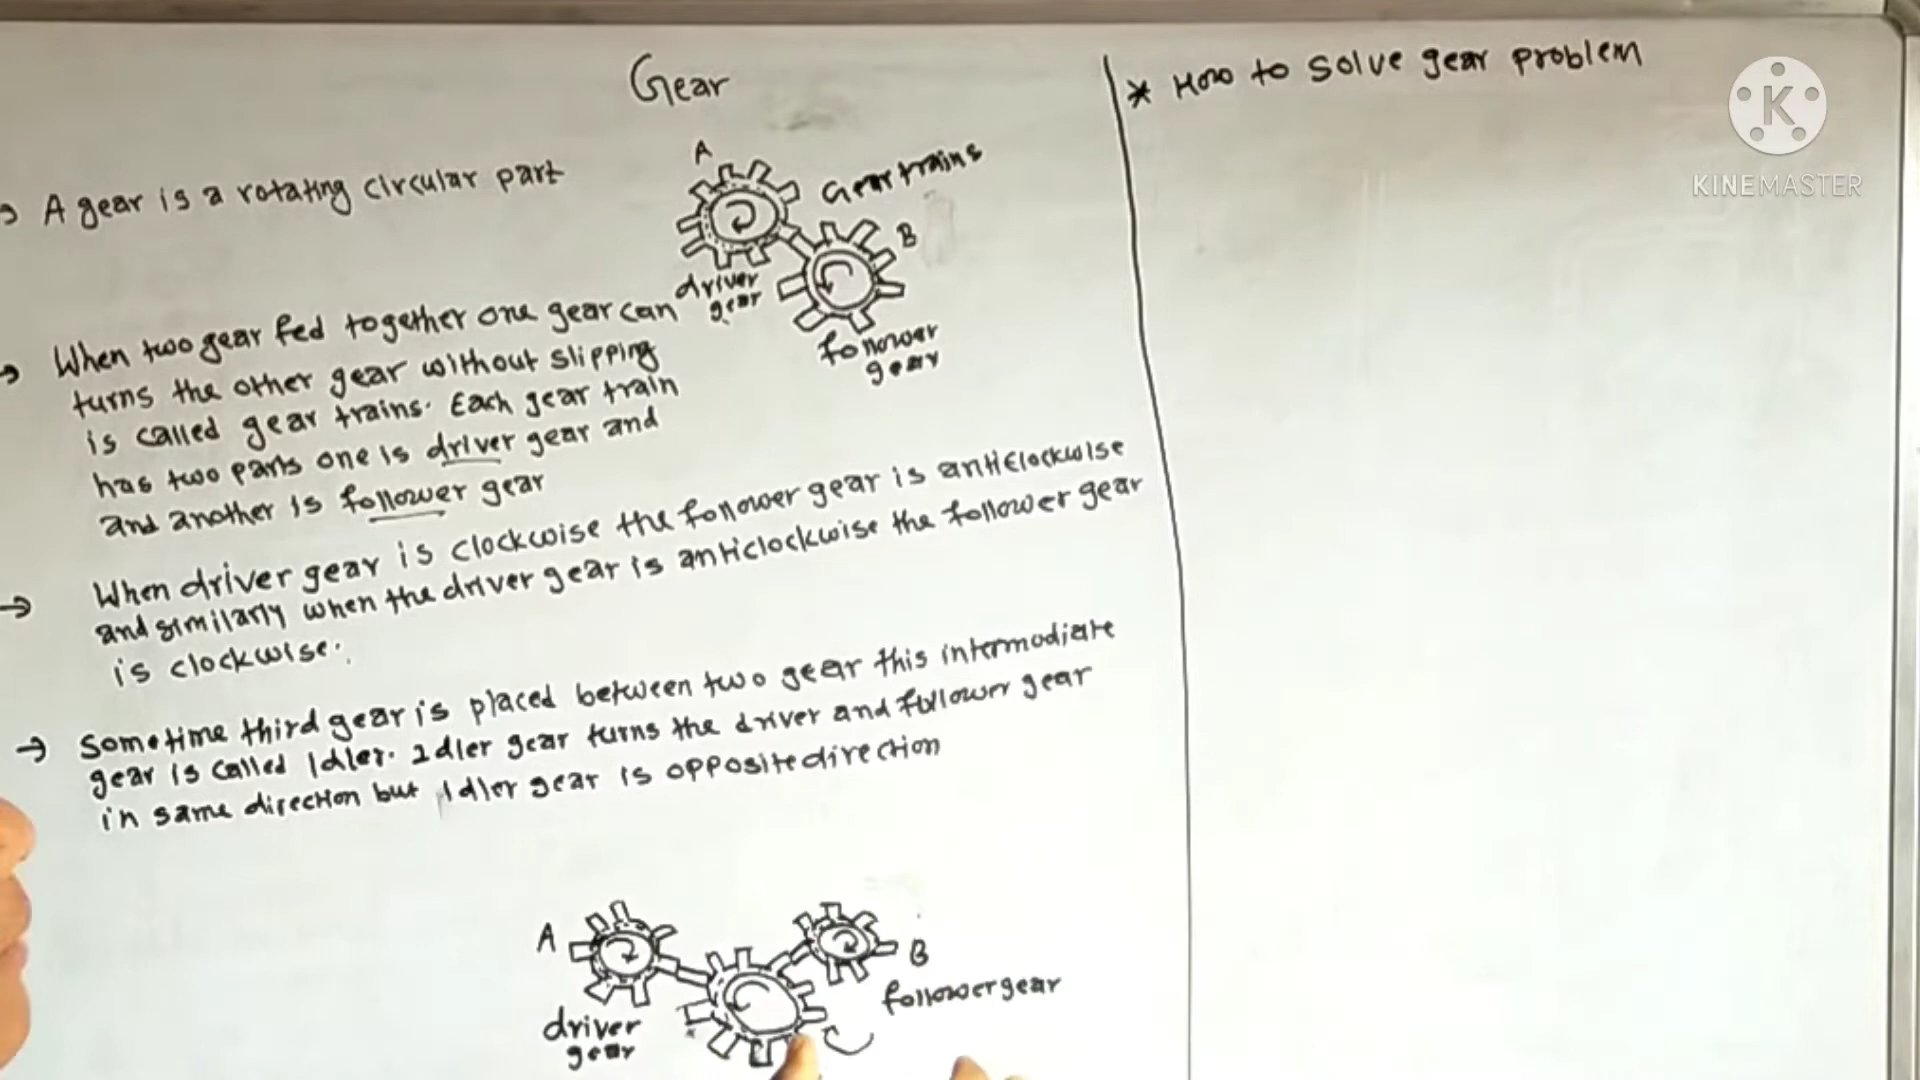 Gear
→ A gear is a rotating circular part
A
Gear trains
B
driver
gear
follower
gear
→ When two gear fed together one gear can
turns the other gear without slipping
is called gear trains. Each gear train
has two parts one is driver gear and
and another is follower gear
→ When driver gear is clockwise the follower gear is anticlockwise
and similarly when the driver gear is anticlockwise the follower gear
is clockwise.
→ Sometime third gear is placed between two gear this intermodiate
gear is called Idler. Idler gear turns the driver and follower gear
in same direction but Idler gear is opposite direction
A
B
driver
gear
follower gear
* How to solve gear problem
K
KINEMASTER